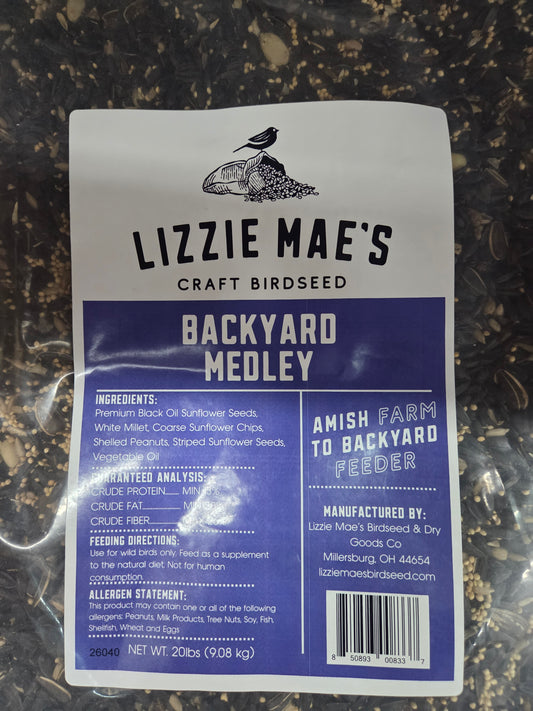 LIZZIE MAE'S
CRAFT BIRDSEED
BACKYARD
MEDLEY
INGREDIENTS:
Premium Black Oil Sunflower Seeds,
White Millet, Coarse Sunflower Chips,
Shelled Peanuts, Striped Sunflower Seeds,
Vegetable Oil
GUARANTEED ANALYSIS:
CRUDE PROTEIN...... MIN
CRUDE FAT............ MIN
CRUDE FIBER.........
FEEDING DIRECTIONS:
Use for wild birds only. Feed as a supplement
to the natural diet. Not for human
consumption.
ALLERGEN STATEMENT:
This product may contain one or all of the following
allergens: Peanuts, Milk Products, Tree Nuts, Soy, Fish,
Shellfish, Wheat and Eggs
26040 NET WT. 20lbs (9.08 kg)
AMISH FARM
TO BACKYARD
FEEDER
MANUFACTURED BY:
Lizzie Mae's Birdseed & Dry
Goods Co
Millersburg, OH 44654
lizziemaesbirdseed.com
8 50893 00833 7